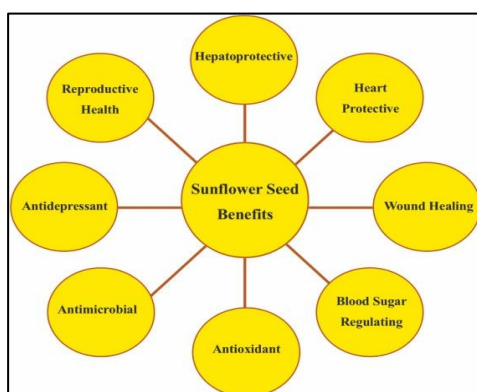 Hepatoprotective
Reproductive
Health
Heart
Protective
Sunflower Seed
Benefits
Antidepressant
Wound Healing
Antimicrobial
Blood Sugar
Regulating
Antioxidant